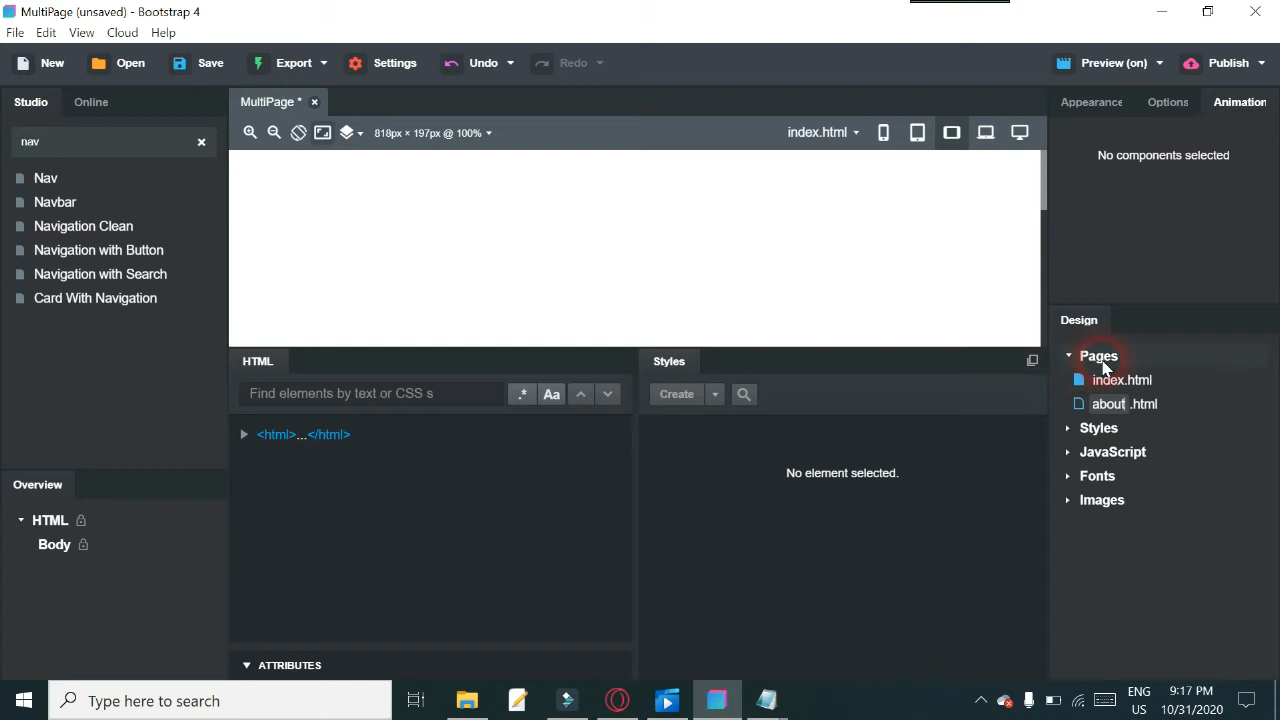 MultiPage (unsaved) - Bootstrap 4
File Edit View Cloud Help
New Open Save Export Settings Undo Redo Preview (on) Publish
Studio Online
MultiPage *
Appearance Options Animation
nav
818px × 197px @ 100%
index.html
No components selected
Nav
Navbar
Navigation Clean
Navigation with Button
Navigation with Search
Card With Navigation
Design
Pages
index.html
about .html
Styles
JavaScript
Fonts
Images
HTML
Find elements by text or CSS s
.* Aa
<html>...</html>
ATTRIBUTES
Styles
Create
No element selected.
Overview
HTML
Body
Type here to search
ENG
US
9:17 PM
10/31/2020